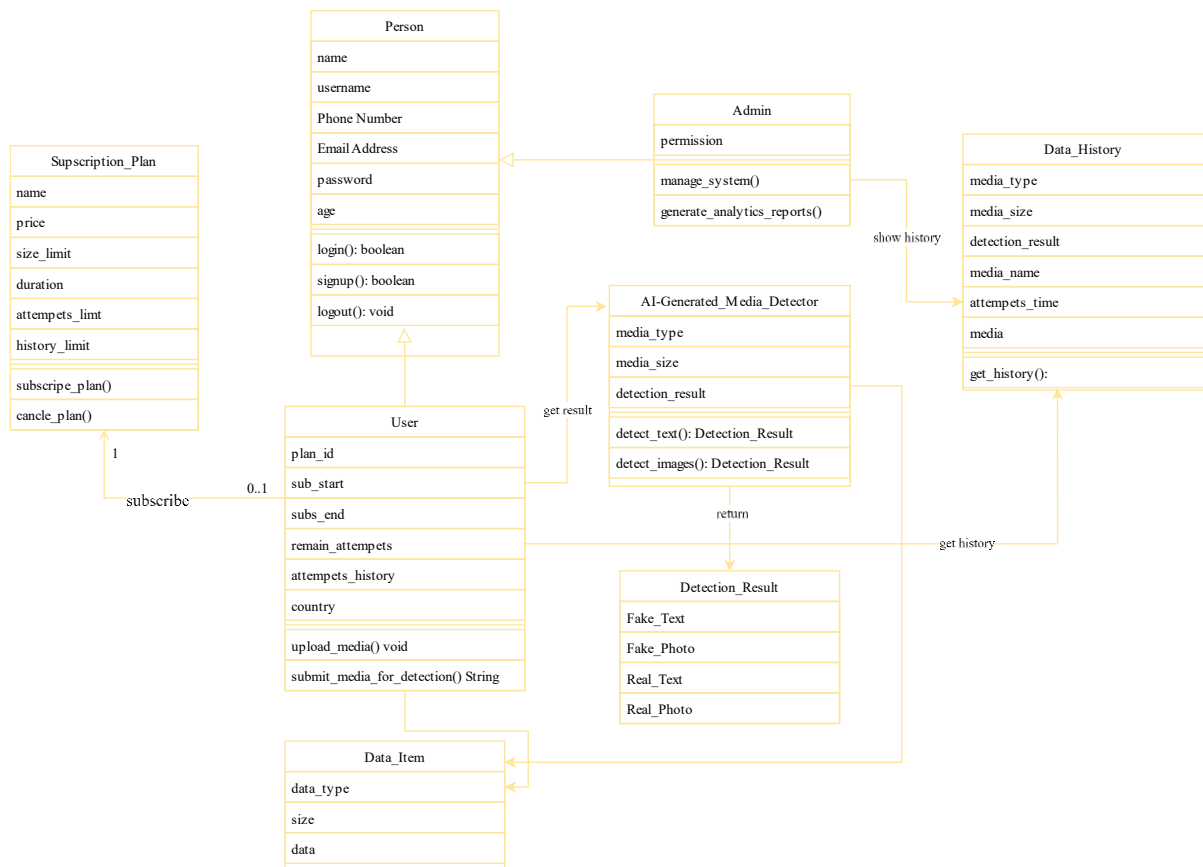 Person
name
username
Phone Number
Email Address
password
age
login(): boolean
signup(): boolean
logout(): void
Admin
permission
manage_system()
generate_analytics_reports()
Supscription_Plan
name
price
size_limit
duration
attempets_limt
history_limit
subscripe_plan()
cancle_plan()
Data_History
media_type
media_size
detection_result
media_name
attempets_time
media
get_history():
show history
AI-Generated_Media_Detector
media_type
media_size
detection_result
detect_text(): Detection_Result
detect_images(): Detection_Result
get result
User
plan_id
sub_start
subs_end
remain_attempets
attempets_history
country
upload_media() void
submit_media_for_detection() String
1
0..1
subscribe
return
get history
Detection_Result
Fake_Text
Fake_Photo
Real_Text
Real_Photo
Data_Item
data_type
size
data